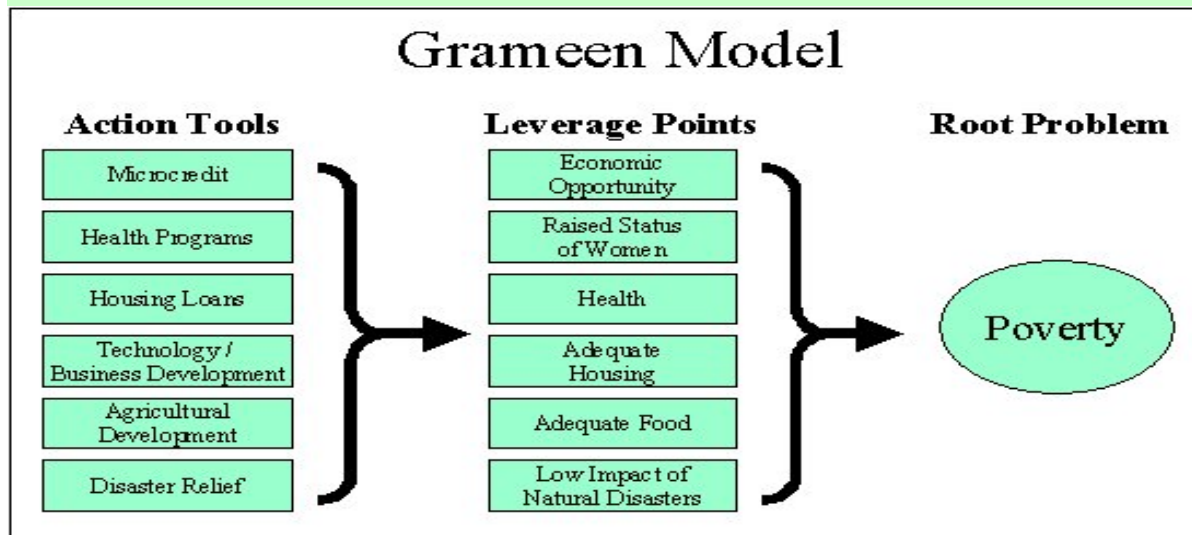 Grameen Model
Action Tools
Microcredit
Health Programs
Housing Loans
Technology /
Business Development
Agricultural
Development
Disaster Relief
Leverage Points
Economic
Opportunity
Raised Status
of Women
Health
Adequate
Housing
Adequate Food
Low Impact of
Natural Disasters
Root Problem
Poverty